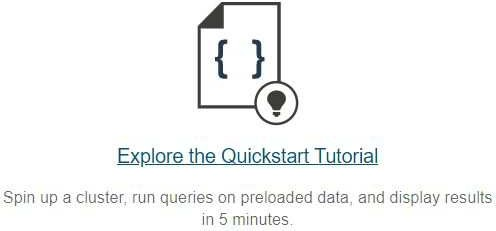 { }
Explore the Quickstart Tutorial
Spin up a cluster, run queries on preloaded data, and display results
in 5 minutes.